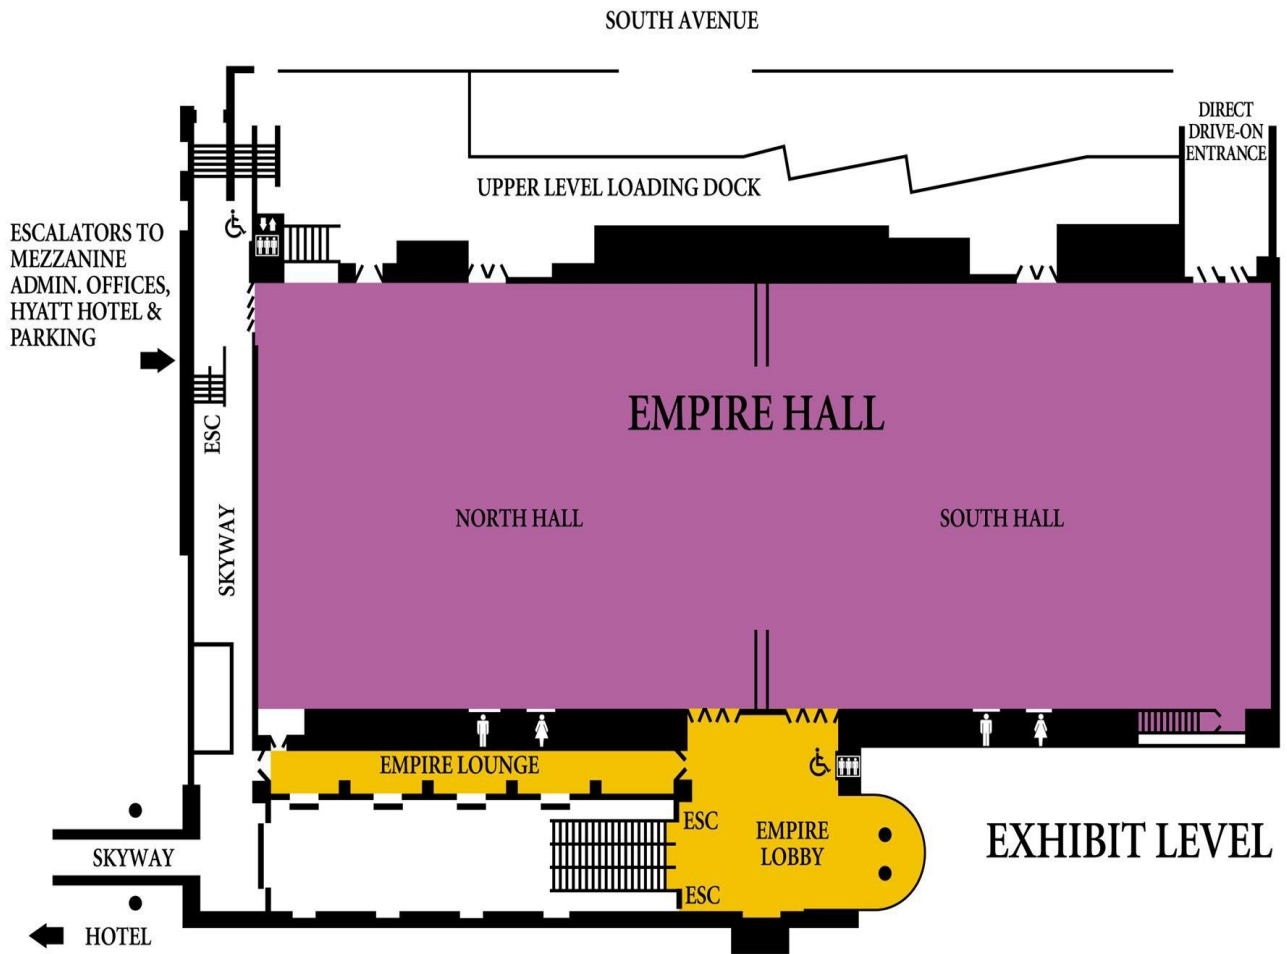 SOUTH AVENUE
DIRECT
DRIVE-ON
ENTRANCE
UPPER LEVEL LOADING DOCK
ESCALATORS TO
MEZZANINE
ADMIN. OFFICES,
HYATT HOTEL &
PARKING
ESC
SKYWAY
EMPIRE HALL
NORTH HALL
SOUTH HALL
EMPIRE LOUNGE
ESC
EMPIRE
LOBBY
ESC
EXHIBIT LEVEL
SKYWAY
HOTEL